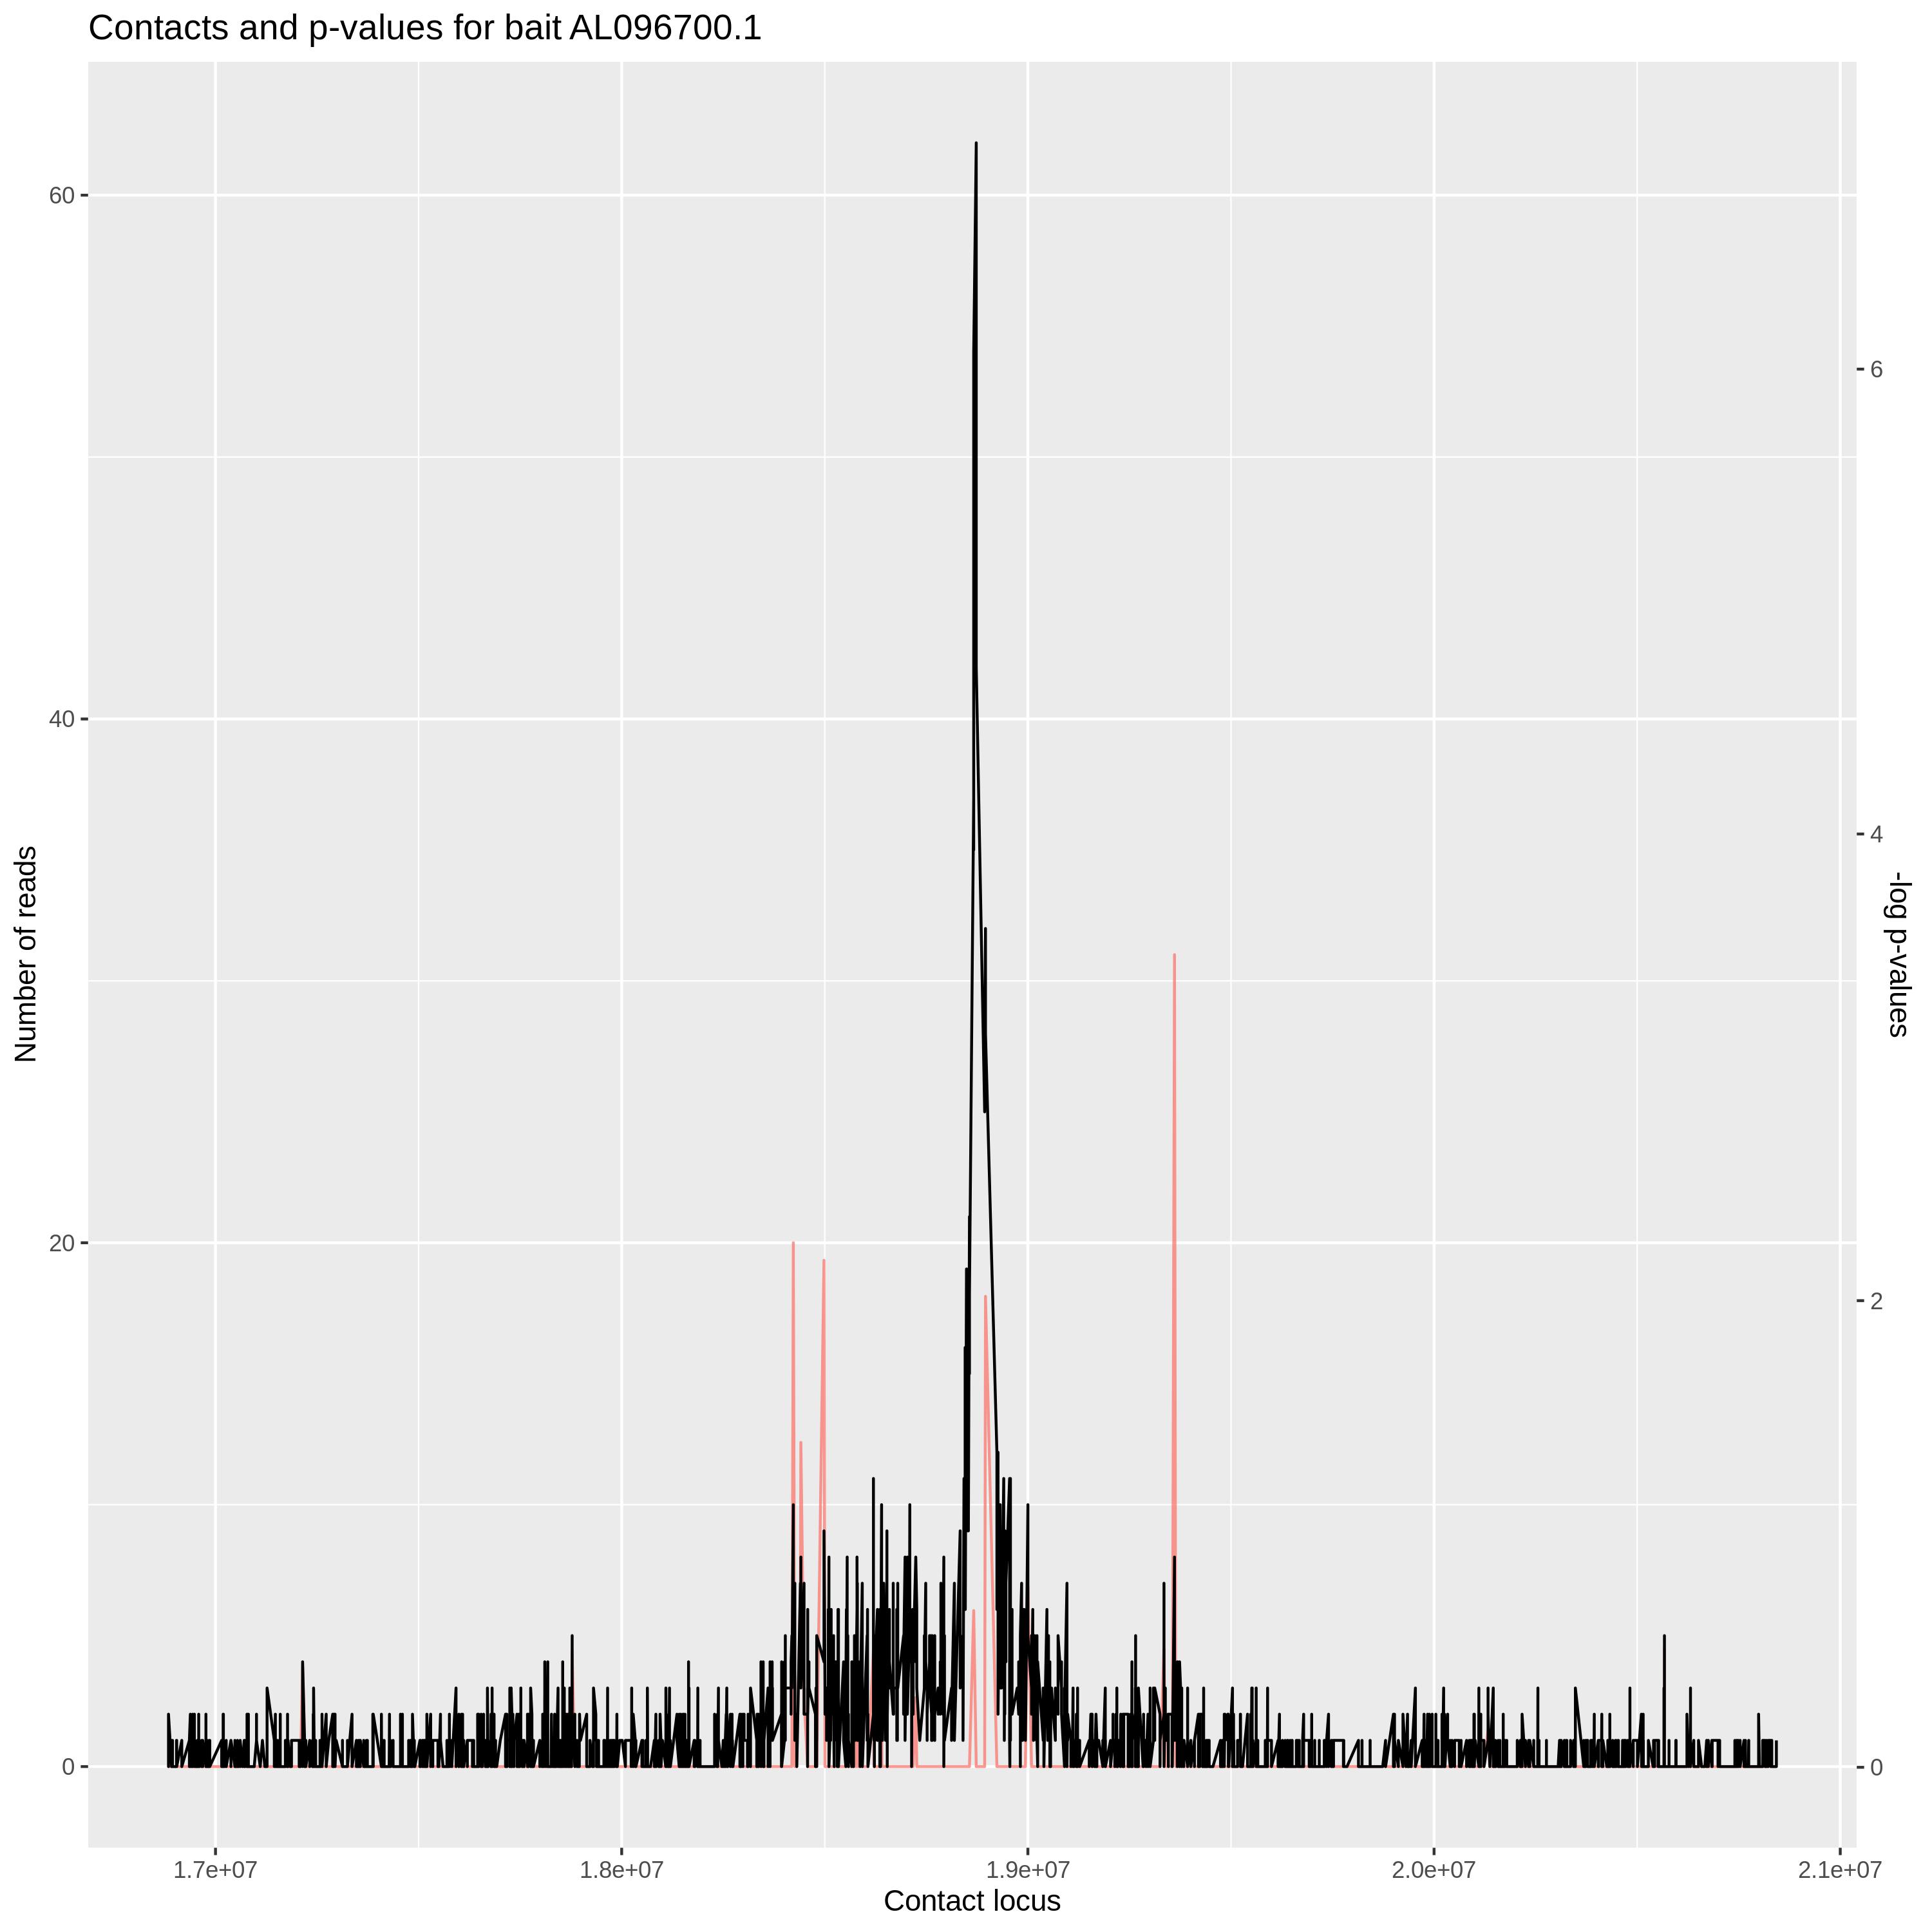 Contacts and p-values for bait AL096700.1
60
40
20
0
Number of reads
6
4
2
0
-log p-values
1.7e+07
1.8e+07
1.9e+07
2.0e+07
2.1e+07
Contact locus